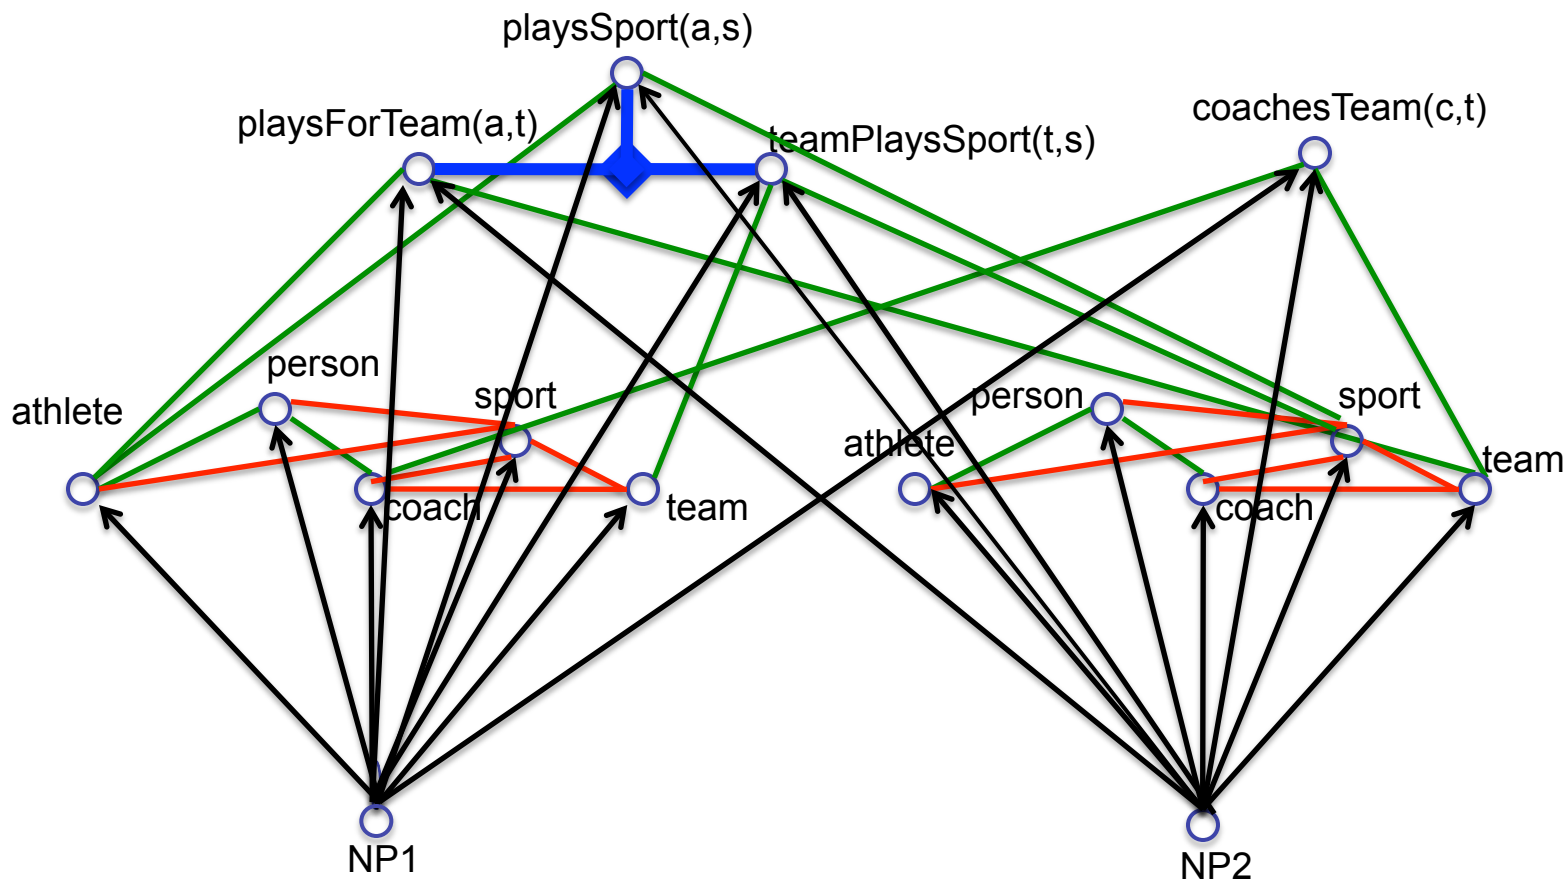 playsSport(a,s)
playsForTeam(a,t)
teamPlaysSport(t,s)
coachesTeam(c,t)
person
sport
athlete
coach
team
person
sport
athlete
coach
team
NP1
NP2